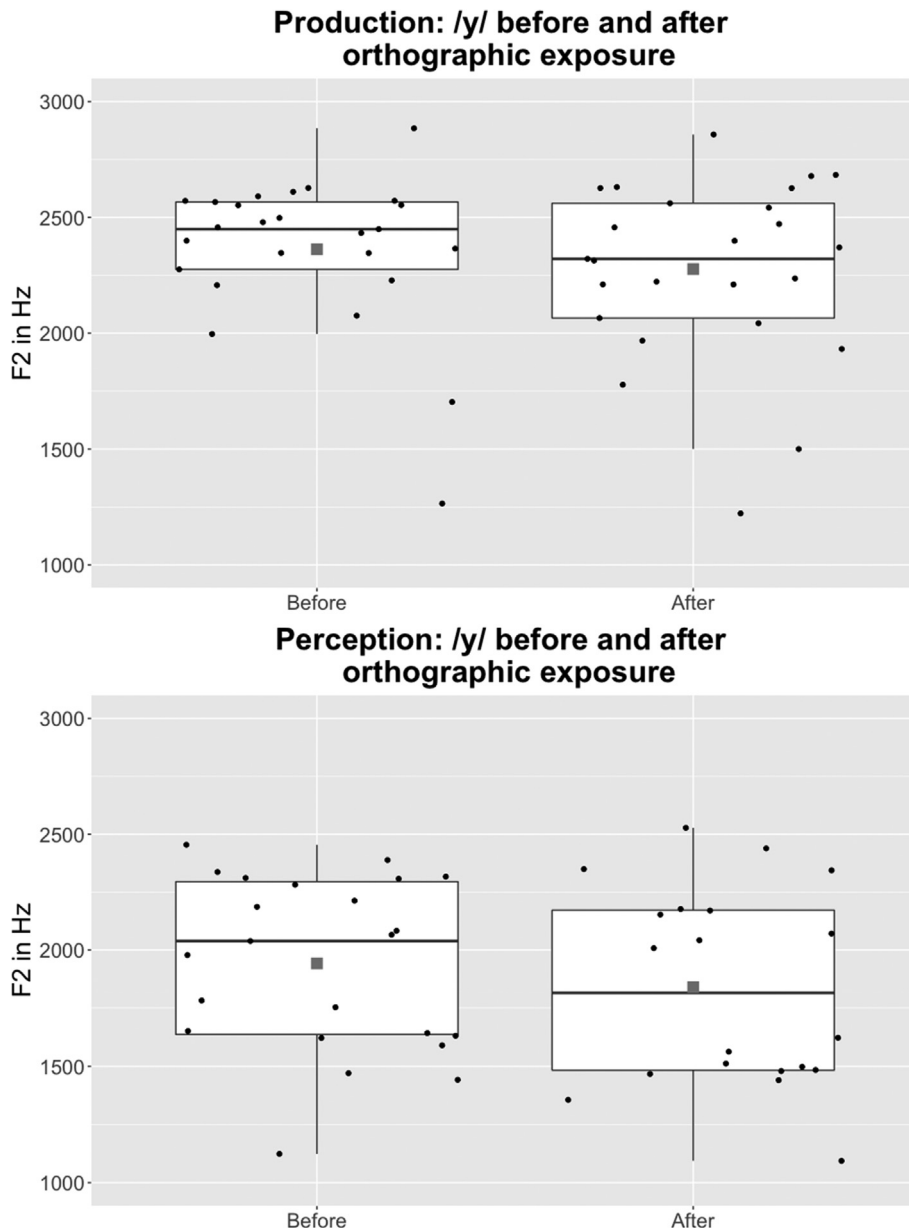 Production: /y/ before and after
orthographic exposure
3000
2500
2000
1500
1000
F2 in Hz
Before
After
Perception: /y/ before and after
orthographic exposure
3000
2500
2000
1500
1000
F2 in Hz
Before
After